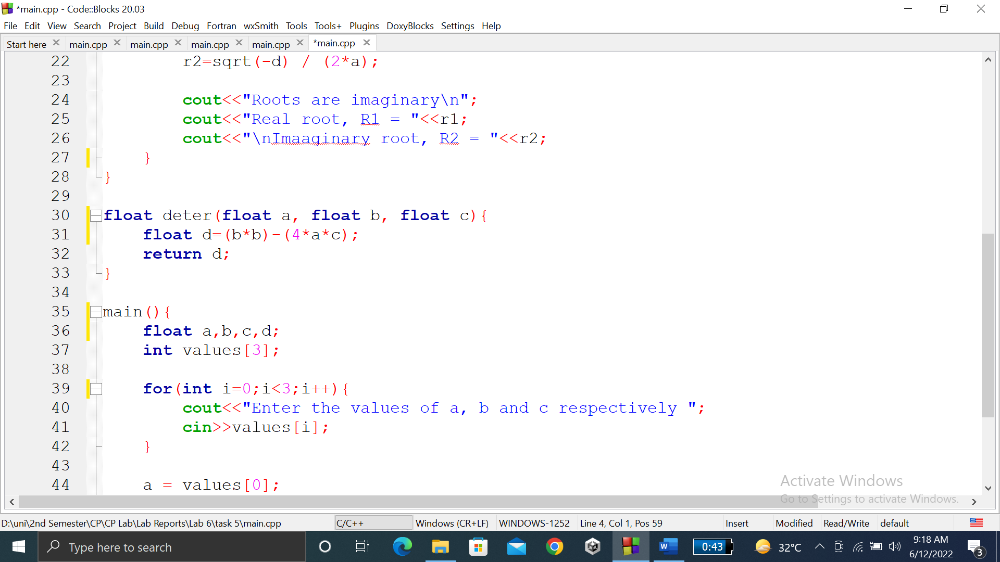 *main.cpp - Code::Blocks 20.03
File Edit View Search Project Build Debug Fortran wxSmith Tools Tools+ Plugins DoxyBlocks Settings Help
Start here main.cpp main.cpp main.cpp main.cpp *main.cpp
22 r2=sqrt(-d) / (2*a);
23
24 cout<<"Roots are imaginary\n";
25 cout<<"Real root, R1 = "<<r1;
26 cout<<"\nImaaginary root, R2 = "<<r2;
27 }
28 }
29
30 float deter(float a, float b, float c){
31 float d=(b*b)-(4*a*c);
32 return d;
33 }
34
35 main(){
36 float a,b,c,d;
37 int values[3];
38
39 for(int i=0;i<3;i++){
40 cout<<"Enter the values of a, b and c respectively ";
41 cin>>values[i];
42 }
43
44 a = values[0];
Activate Windows
Go to Settings to activate Windows.
D:\uni\2nd Semester\CP\CP Lab\Lab Reports\Lab 6\task 5\main.cpp C/C++ Windows (CR+LF) WINDOWS-1252 Line 4, Col 1, Pos 59 Insert Modified Read/Write default
Type here to search W 0:43 32°C 9:18 AM
6/12/2022 3